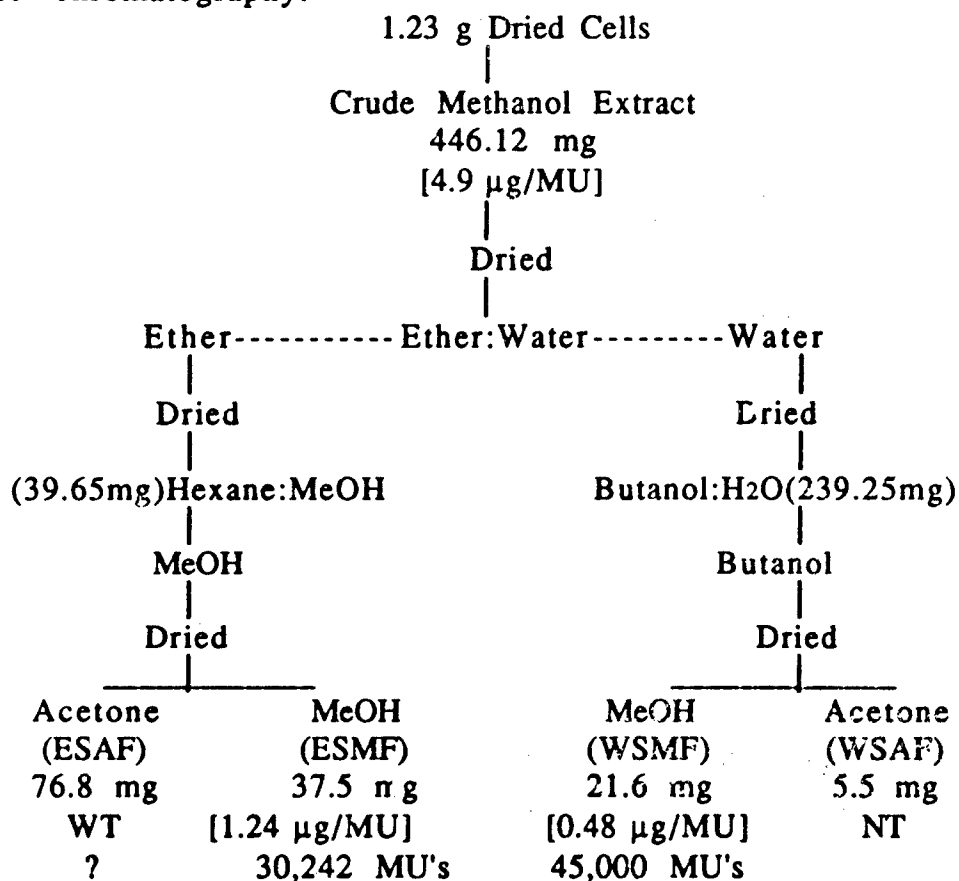 chromatography.
1.23 g Dried Cells
Crude Methanol Extract
446.12 mg
[4.9 µg/MU]
Dried
Ether-----------Ether:Water---------Water
Dried Dried
(39.65mg)Hexane:MeOH Butanol:H2O(239.25mg)
MeOH Butanol
Dried Dried
Acetone MeOH MeOH Acetone
(ESAF) (ESMF) (WSMF) (WSAF)
76.8 mg 37.5 mg 21.6 mg 5.5 mg
WT [1.24 µg/MU] [0.48 µg/MU] NT
? 30,242 MU's 45,000 MU's